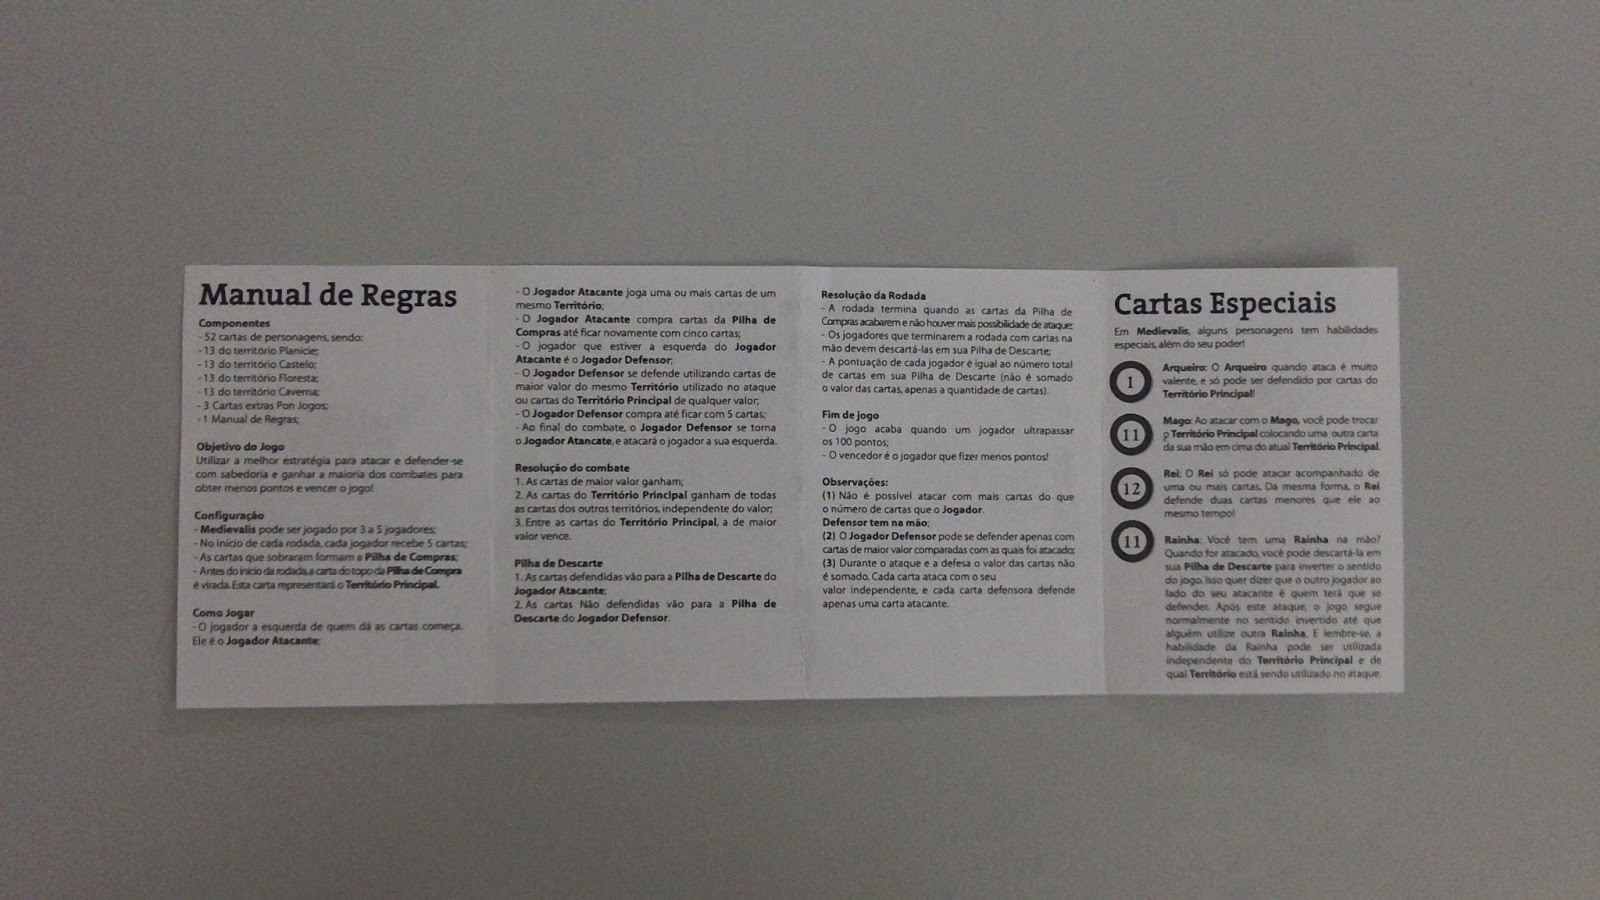 Manual de Regras
Componentes
- 52 cartas de personagens, sendo:
- 13 do território Planície;
- 13 do território Castelo;
- 13 do território Floresta;
- 13 do território Caverna;
- 3 Cartas extras Pon Jogos;
- 1 Manual de Regras;
Objetivo do Jogo
Utilizar a melhor estratégia para atacar e defender-se
com sabedoria e ganhar a maioria dos combates para
obter menos pontos e vencer o jogo!
Configuração
- Medievalis pode ser jogado por 3 a 5 jogadores;
- No início de cada rodada, cada jogador recebe 5 cartas;
- As cartas que sobraram formam a Pilha de Compras;
- Antes do início da rodada, a carta do topo da Pilha de Compra
é virada. Esta carta representará o Território Principal.
Como Jogar
- O jogador a esquerda de quem dá as cartas começa.
Ele é o Jogador Atacante;
- O Jogador Atacante joga uma ou mais cartas de um
mesmo Território;
- O Jogador Atacante compra cartas da Pilha de
Compras até ficar novamente com cinco cartas;
- O jogador que estiver a esquerda do Jogador
Atacante é o Jogador Defensor;
- O Jogador Defensor se defende utilizando cartas de
maior valor do mesmo Território utilizado no ataque
ou cartas do Território Principal de qualquer valor;
- O Jogador Defensor compra até ficar com 5 cartas;
- Ao final do combate, o Jogador Defensor se torna
o Jogador Atancate, e atacará o jogador a sua esquerda.
Resolução do combate
1. As cartas de maior valor ganham;
2. As cartas do Território Principal ganham de todas
as cartas dos outros territórios, independente do valor;
3. Entre as cartas do Território Principal, a de maior
valor vence.
Pilha de Descarte
1. As cartas defendidas vão para a Pilha de Descarte do
Jogador Atacante;
2. As cartas Não defendidas vão para a Pilha de
Descarte do Jogador Defensor.
Resolução da Rodada
- A rodada termina quando as cartas da Pilha de
Compras acabarem e não houver mais possibilidade de ataque;
- Os jogadores que terminarem a rodada com cartas na
mão devem descartá-las em sua Pilha de Descarte;
- A pontuação de cada jogador é igual ao número total
de cartas em sua Pilha de Descarte (não é somado
o valor das cartas, apenas a quantidade de cartas).
Fim de jogo
- O jogo acaba quando um jogador ultrapassar
os 100 pontos;
- O vencedor é o jogador que fizer menos pontos!
Observações:
(1) Não é possível atacar com mais cartas do que
o número de cartas que o Jogador.
Defensor tem na mão;
(2) O Jogador Defensor pode se defender apenas com
cartas de maior valor comparadas com as quais foi atacado;
(3) Durante o ataque e a defesa o valor das cartas não
é somado. Cada carta ataca com o seu
valor independente, e cada carta defensora defende
apenas uma carta atacante.
Cartas Especiais
Em Medievalis, alguns personagens tem habilidades
especiais, além do seu poder!
1
Arqueiro: O Arqueiro quando ataca é muito
valente, e só pode ser defendido por cartas do
Território Principal!
11
Mago: Ao atacar com o Mago, você pode trocar
o Território Principal colocando uma outra carta
da sua mão em cima do atual Território Principal.
12
Rei: O Rei só pode atacar acompanhado de
uma ou mais cartas. Da mesma forma, o Rei
defende duas cartas menores que ele ao
mesmo tempo!
11
Rainha: Você tem uma Rainha na mão?
Quando for atacado, você pode descartá-la em
sua Pilha de Descarte para inverter o sentido
do jogo. Isso quer dizer que o outro jogador ao
lado do seu atacante é quem terá que se
defender. Após este ataque, o jogo segue
normalmente no sentido invertido até que
alguém utilize outra Rainha. E lembre-se, a
habilidade da Rainha pode ser utilizada
independente do Território Principal e de
qual Território está sendo utilizado no ataque.